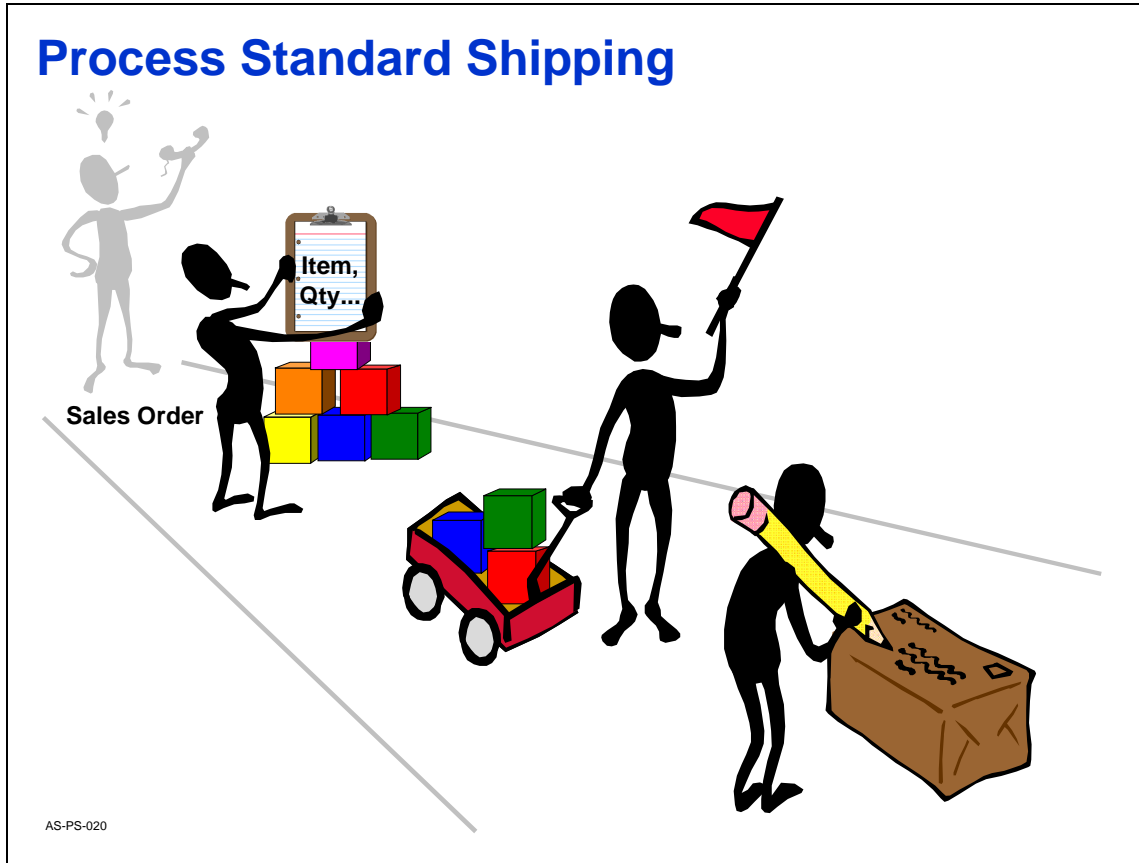 Process Standard Shipping
Item,
Qty...
Sales Order
AS-PS-020